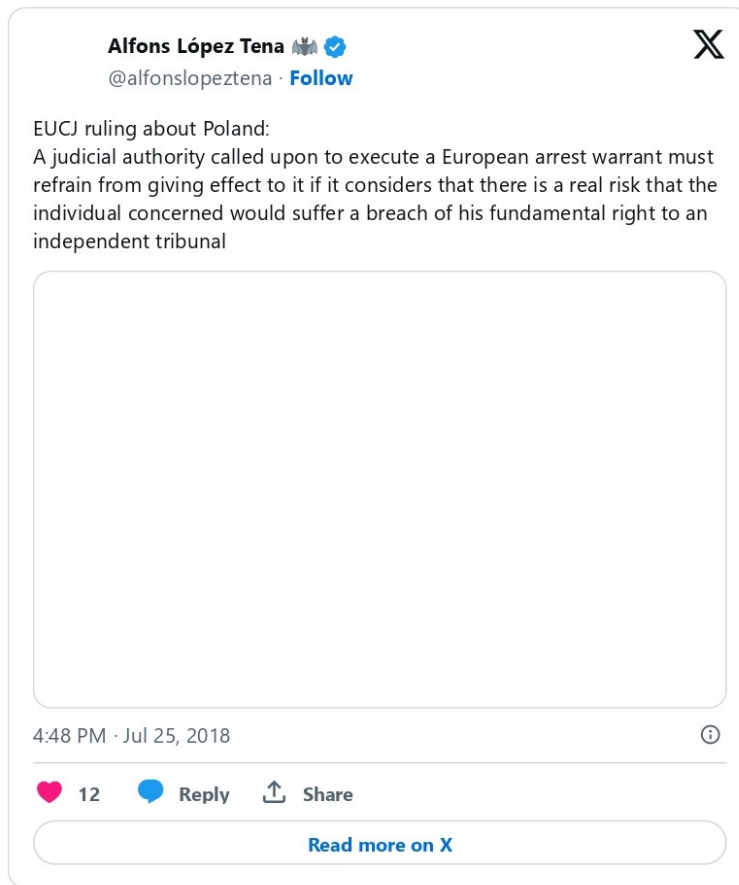 Alfons López Tena 🦇
@alfonslopeztena · Follow
EUCJ ruling about Poland:
A judicial authority called upon to execute a European arrest warrant must
refrain from giving effect to it if it considers that there is a real risk that the
individual concerned would suffer a breach of his fundamental right to an
independent tribunal
4:48 PM · Jul 25, 2018
12 Reply Share
Read more on X